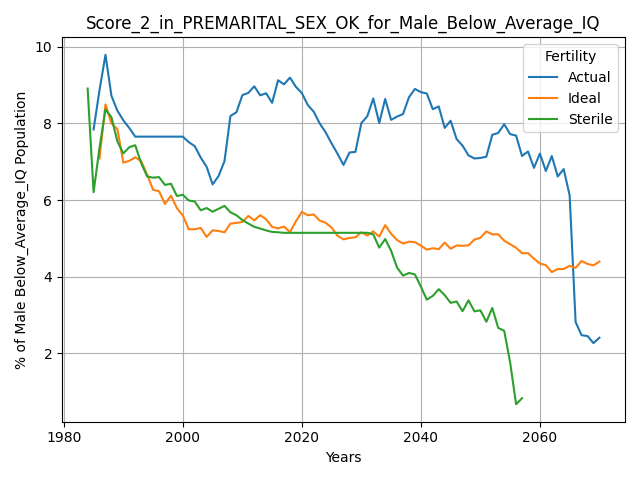 Score_2_in_PREMARITAL_SEX_OK_for_Male_Below_Average_IQ
% of Male Below_Average_IQ Population
10
8
6
4
2
Fertility
Actual
Ideal
Sterile
1980 2000 2020 2040 2060
Years